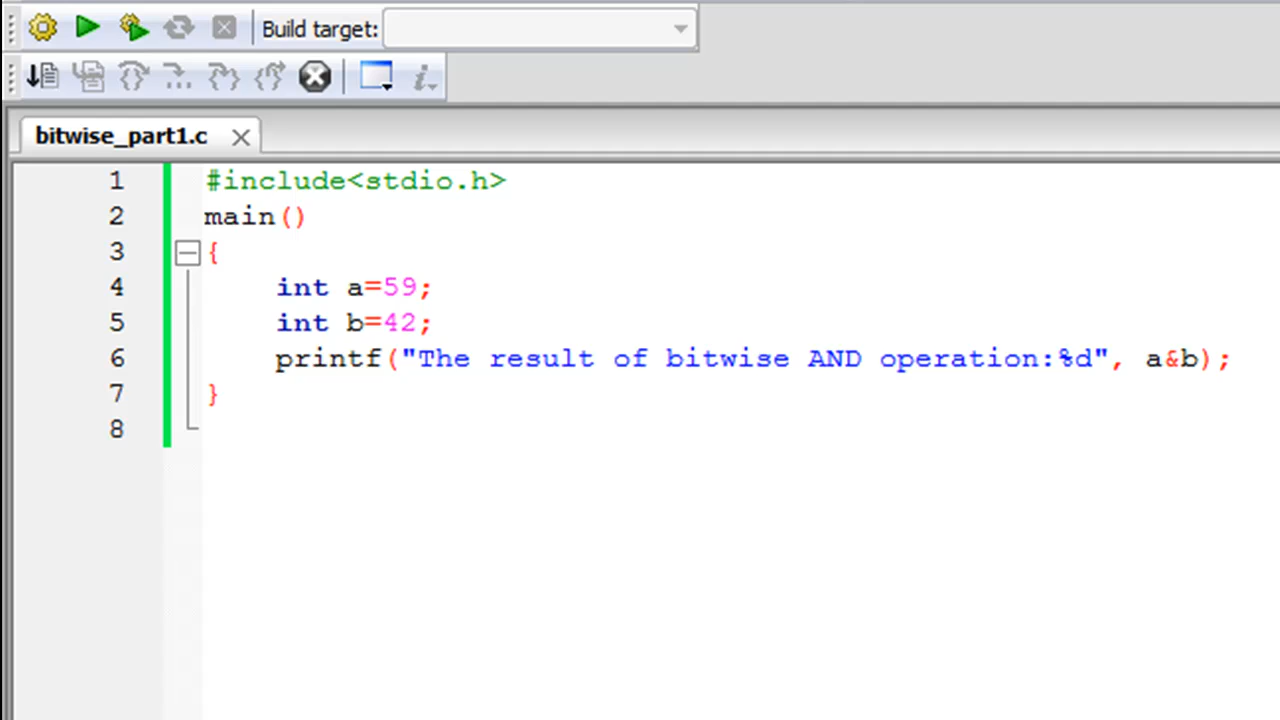 Build target:
bitwise_part1.c
1 #include<stdio.h>
2 main()
3 {
4 int a=59;
5 int b=42;
6 printf("The result of bitwise AND operation:%d", a&b);
7 }
8